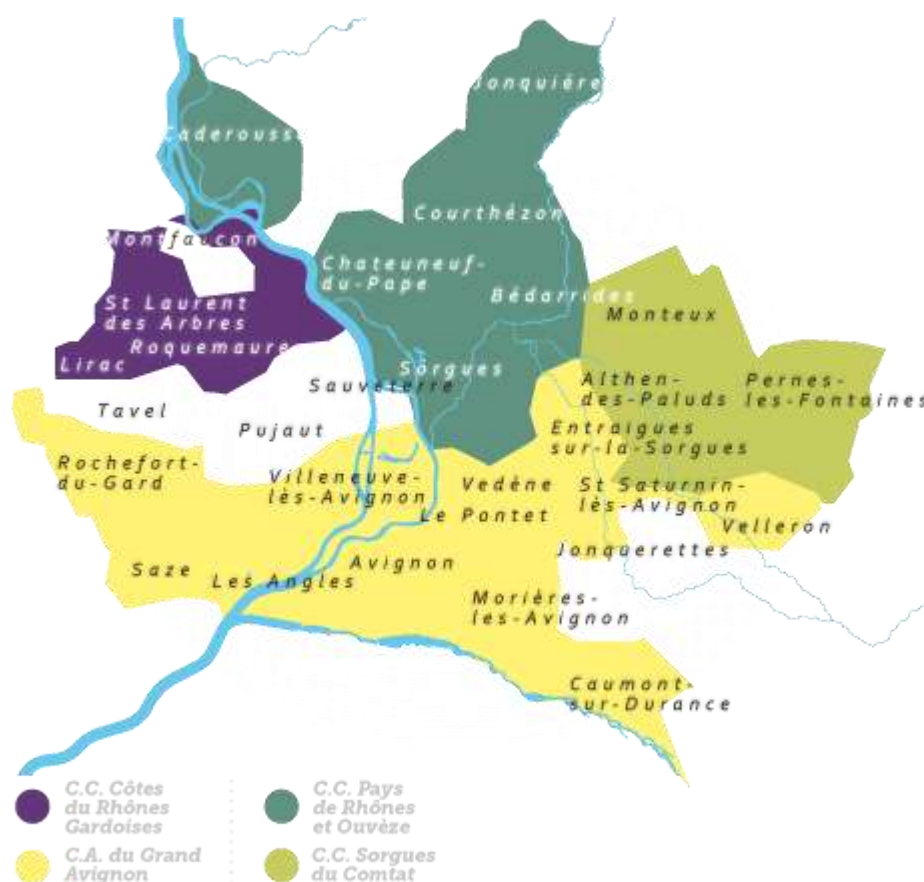 Jonquière
Caderousse
Courthézon
Montfaucon
Chateuneuf-
du-Pape
Bédarrides
St Laurent
des Arbres
Monteux
Roquemaure
Lirac
Sorgues
Sauveterre
Althen-
des-Paluds
Pernes-
les-Fontaines
Tavel
Pujaut
Entraigues
sur-la-Sorgues
Rochefort-
du-Gard
Villeneuve-
lès-Avignon
Vedène
St Saturnin-
lès-Avignon
Le Pontet
Velleron
Jonquerettes
Avignon
Saze
Les Angles
Morières-
les-Avignon
Caumont-
sur-Durance
C.C. Côtes
du Rhônes
Gardoises
C.C. Pays
de Rhônes
et Ouvèze
C.A. du Grand
Avignon
C.C. Sorgues
du Comtat